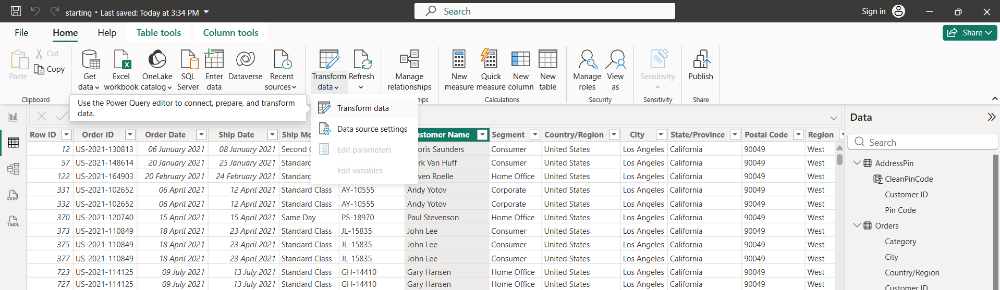 starting • Last saved: Today at 3:34 PM
Search
Sign in
File Home Help Table tools Column tools
Share
Paste
Cut
Copy
Clipboard
Get data
Excel workbook
OneLake catalog
SQL Server
Enter data
Dataverse
Recent sources
Transform data
Refresh
Manage relationships
New measure
Quick measure
New column
New table
Calculations
Manage roles
View as
Security
Sensitivity
Sensitivity
Publish
Share
Use the Power Query editor to connect, prepare, and transform
data.
Transform data
Data source settings
Edit parameters
Edit variables
DAX
TMDL
Row ID Order ID Order Date Ship Date Ship Customer Name Segment Country/Region City State/Province Postal Code Region
12 US-2021-130813 06 January 2021 08 January 2021 Second Saunders Consumer United States Los Angeles California 90049 West
57 US-2021-148614 20 January 2021 25 January 2021 Standard Van Huff Consumer United States Los Angeles California 90049 West
122 US-2021-164903 20 February 2021 24 February 2021 Standard Roelle Home Office United States Los Angeles California 90049 West
331 US-2021-102652 06 April 2021 12 April 2021 Standard Class AY-10555 Andy Yotov Corporate United States Los Angeles California 90049 West
332 US-2021-102652 06 April 2021 12 April 2021 Standard Class AY-10555 Andy Yotov Corporate United States Los Angeles California 90049 West
370 US-2021-120740 15 April 2021 15 April 2021 Same Day PS-18970 Paul Stevenson Home Office United States Los Angeles California 90049 West
373 US-2021-110849 18 April 2021 23 April 2021 Standard Class JL-15835 John Lee Consumer United States Los Angeles California 90049 West
375 US-2021-110849 18 April 2021 23 April 2021 Standard Class JL-15835 John Lee Consumer United States Los Angeles California 90049 West
377 US-2021-110849 18 April 2021 23 April 2021 Standard Class JL-15835 John Lee Consumer United States Los Angeles California 90049 West
723 US-2021-114125 09 July 2021 13 July 2021 Standard Class GH-14410 Gary Hansen Home Office United States Los Angeles California 90049 West
727 US-2021-114125 09 July 2021 13 July 2021 Standard Class GH-14410 Gary Hansen Home Office United States Los Angeles California 90049 West
Data
Search
AddressPin
CleanPinCode
Customer ID
Pin Code
Orders
Category
City
Country/Region
Customer ID